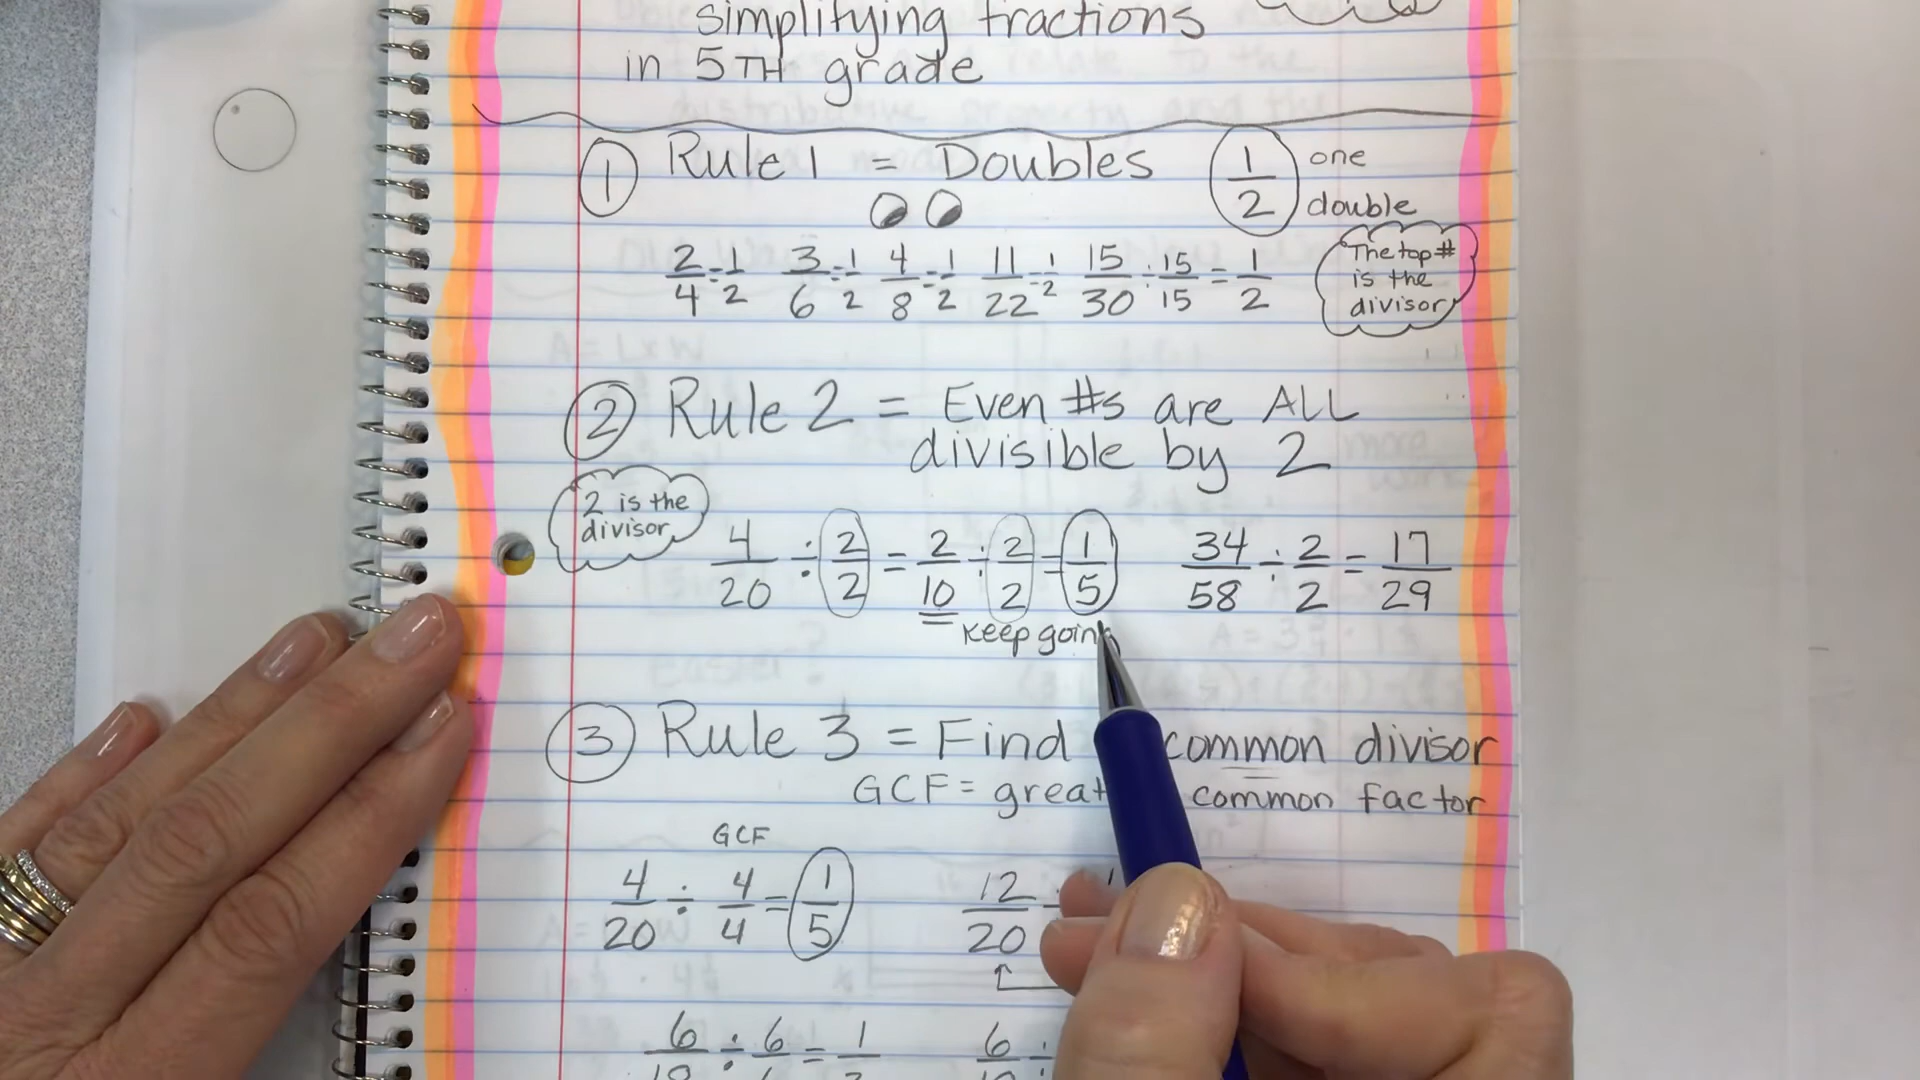 simplifying fractions
in 5TH grade
1 Rule 1 = Doubles 1/2 one double
2/4 = 1/2 3/6 = 1/2 4/8 = 1/2 11/22 = 1/2 15/30 ÷ 15/15 = 1/2
The top #
is the
divisor
2 Rule 2 = Even #s are ALL
divisible by 2
2 is the
divisor
4/20 ÷ 2/2 = 2/10 ÷ 2/2 = 1/5 34/58 ÷ 2/2 = 17/29
Keep going
3 Rule 3 = Find common divisor
GCF = common factor
GCF
4/20 ÷ 4/4 = 1/5 12/20
6 ÷ 6 = 1 6 ÷